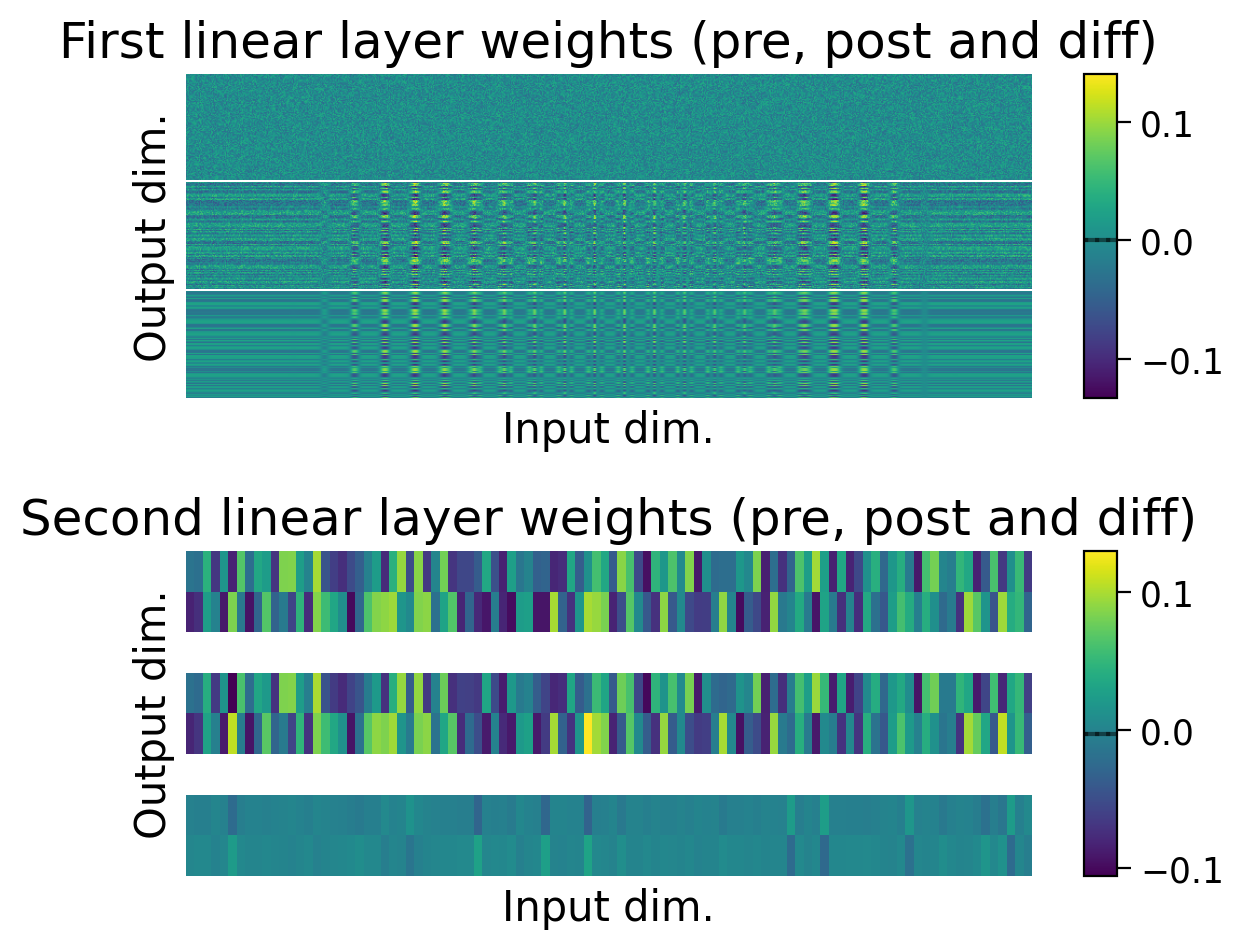 First linear layer weights (pre, post and diff)
Output dim.
0.1
0.0
−0.1
Input dim.
Second linear layer weights (pre, post and diff)
Output dim.
0.1
0.0
−0.1
Input dim.